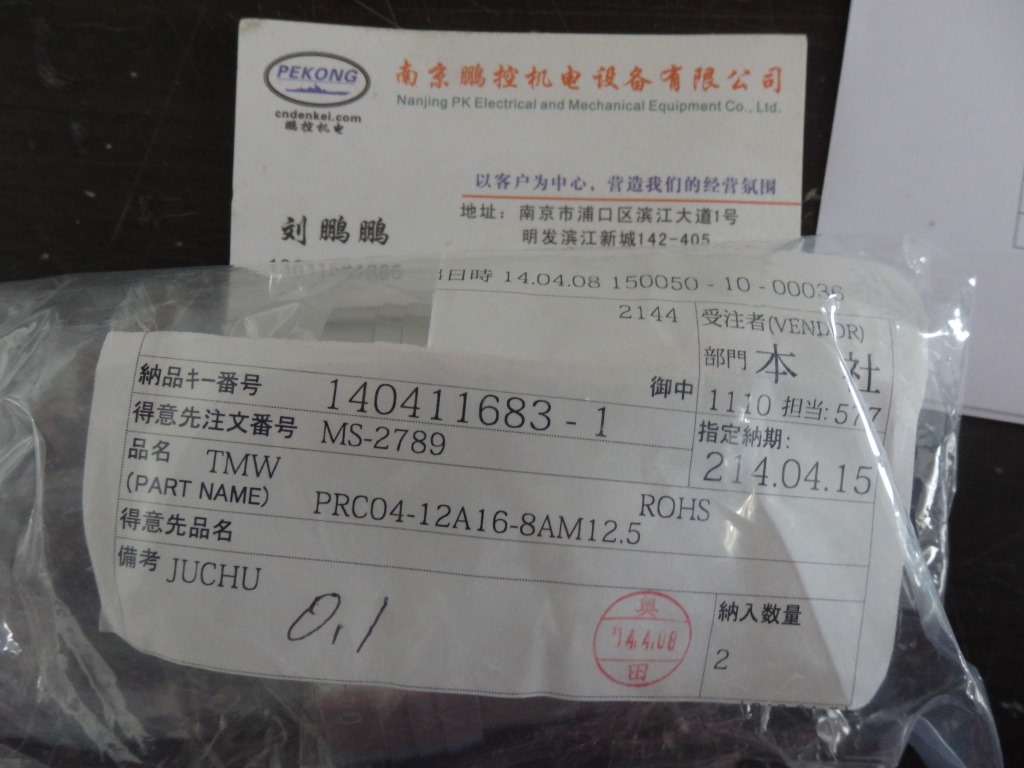 PEKONG
cndenkei.com
鹏控机电
南京鹏控机电设备有限公司
Nanjing PK Electrical and Mechanical Equipment Co., Ltd.
以客户为中心，营造我们的经营氛围
地址：南京市浦口区滨江大道1号
明发滨江新城142-405
刘鹏鹏
日時 14.04.08 150050 - 10 - 00036
2144 受注者(VENDOR)
部門 本 社
御中
1110 担当: 577
納品キー番号 140411683 - 1
指定納期:
214.04.15
得意先注文番号 MS-2789
品名 TMW
(PART NAME) PRC04-12A16-8AM12.5 ROHS
得意先品名
備考 JUCHU
0.1
奥
14.4.08
田
納入数量
2